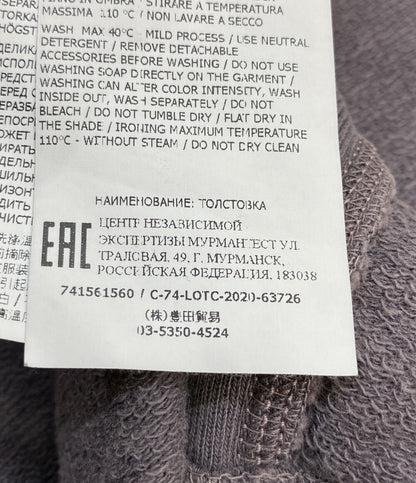 MASSIMA 110°C / NON LAVARE A SECCO
WASH MAX 40°C - MILD PROCESS / USE NEUTRAL
DETERGENT / REMOVE DETACHABLE
ACCESSORIES BEFORE WASHING / DO NOT USE
WASHING SOAP DIRECTLY ON THE GARMENT /
WASHING CAN ALTER COLOR INTENSITY, WASH
INSIDE OUT, WASH SEPARATELY / DO NOT
BLEACH / DO NOT TUMBLE DRY / FLAT DRY IN
THE SHADE / IRONING MAXIMUM TEMPERATURE
110°C - WITHOUT STEAM / DO NOT DRY CLEAN
НАИМЕНОВАНИЕ: ТОЛСТОВКА
EAC
ЦЕНТР НЕЗАВИСИМОЙ
ЭКСПЕРТИЗЫ МУРМАНТЕСТ УЛ.
ТРАЛОВАЯ, 49, Г. МУРМАНСК,
РОССИЙСКАЯ ФЕДЕРАЦИЯ, 183038
741561560 / C-74-LOTC-2020-63726
(株)豊田貿易
03-5350-4524